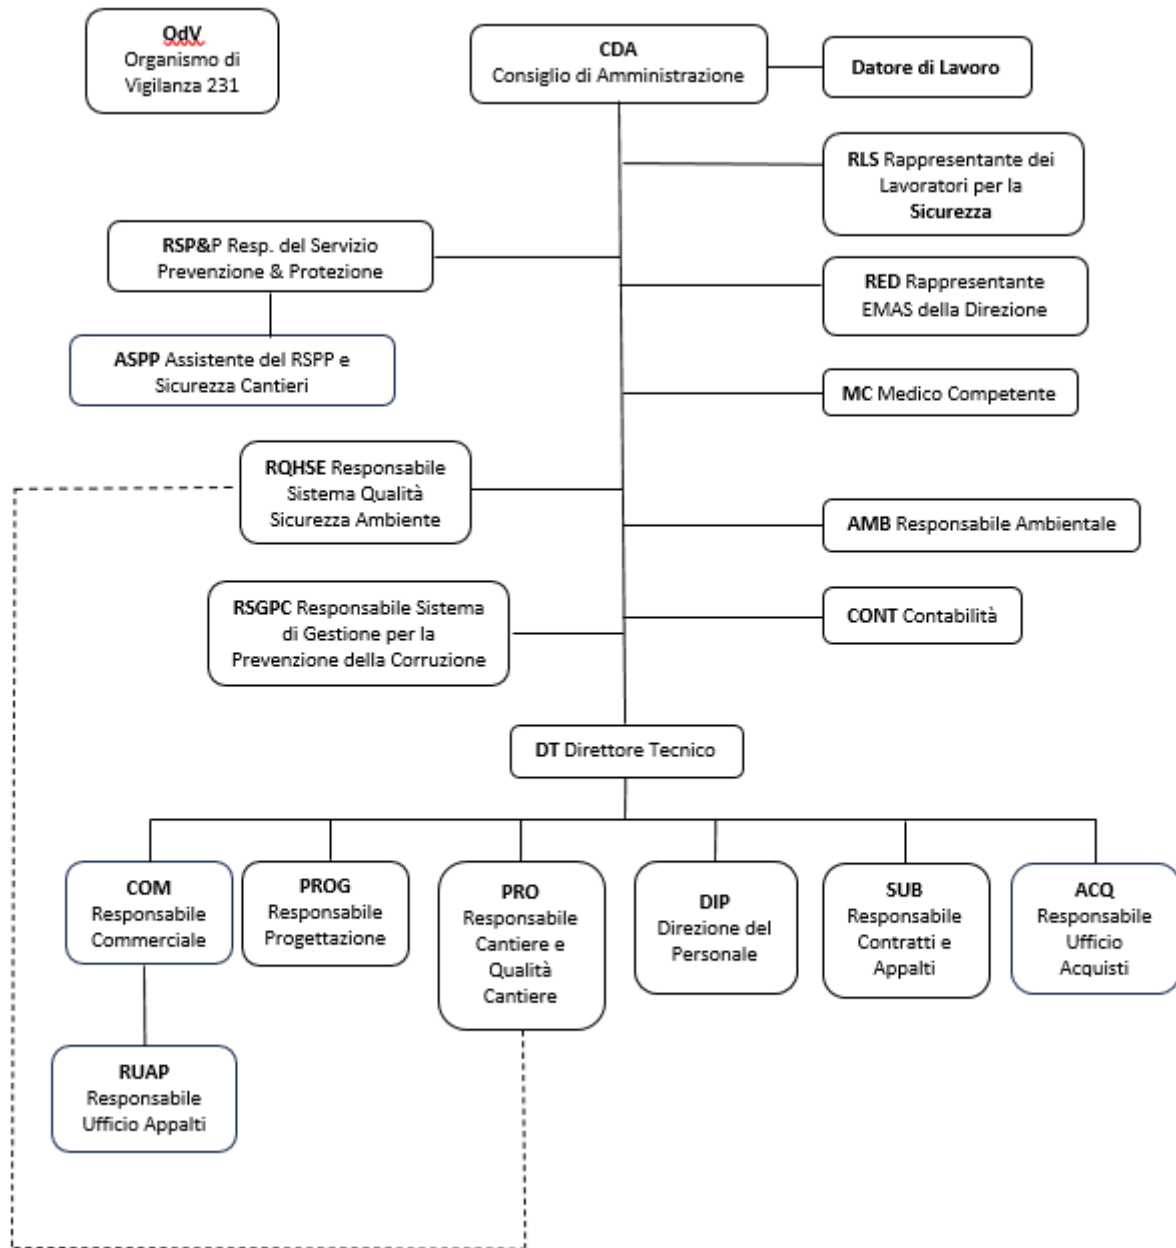 OdV
Organismo di
Vigilanza 231
CDA
Consiglio di Amministrazione
Datore di Lavoro
RLS Rappresentante dei
Lavoratori per la
Sicurezza
RSP&P Resp. del Servizio
Prevenzione & Protezione
RED Rappresentante
EMAS della Direzione
ASPP Assistente del RSPP e
Sicurezza Cantieri
MC Medico Competente
RQHSE Responsabile
Sistema Qualità
Sicurezza Ambiente
AMB Responsabile Ambientale
RSGPC Responsabile Sistema
di Gestione per la
Prevenzione della Corruzione
CONT Contabilità
DT Direttore Tecnico
COM
Responsabile
Commerciale
PROG
Responsabile
Progettazione
PRO
Responsabile
Cantiere e
Qualità
Cantiere
DIP
Direzione del
Personale
SUB
Responsabile
Contratti e
Appalti
ACQ
Responsabile
Ufficio
Acquisti
RUAP
Responsabile
Ufficio Appalti